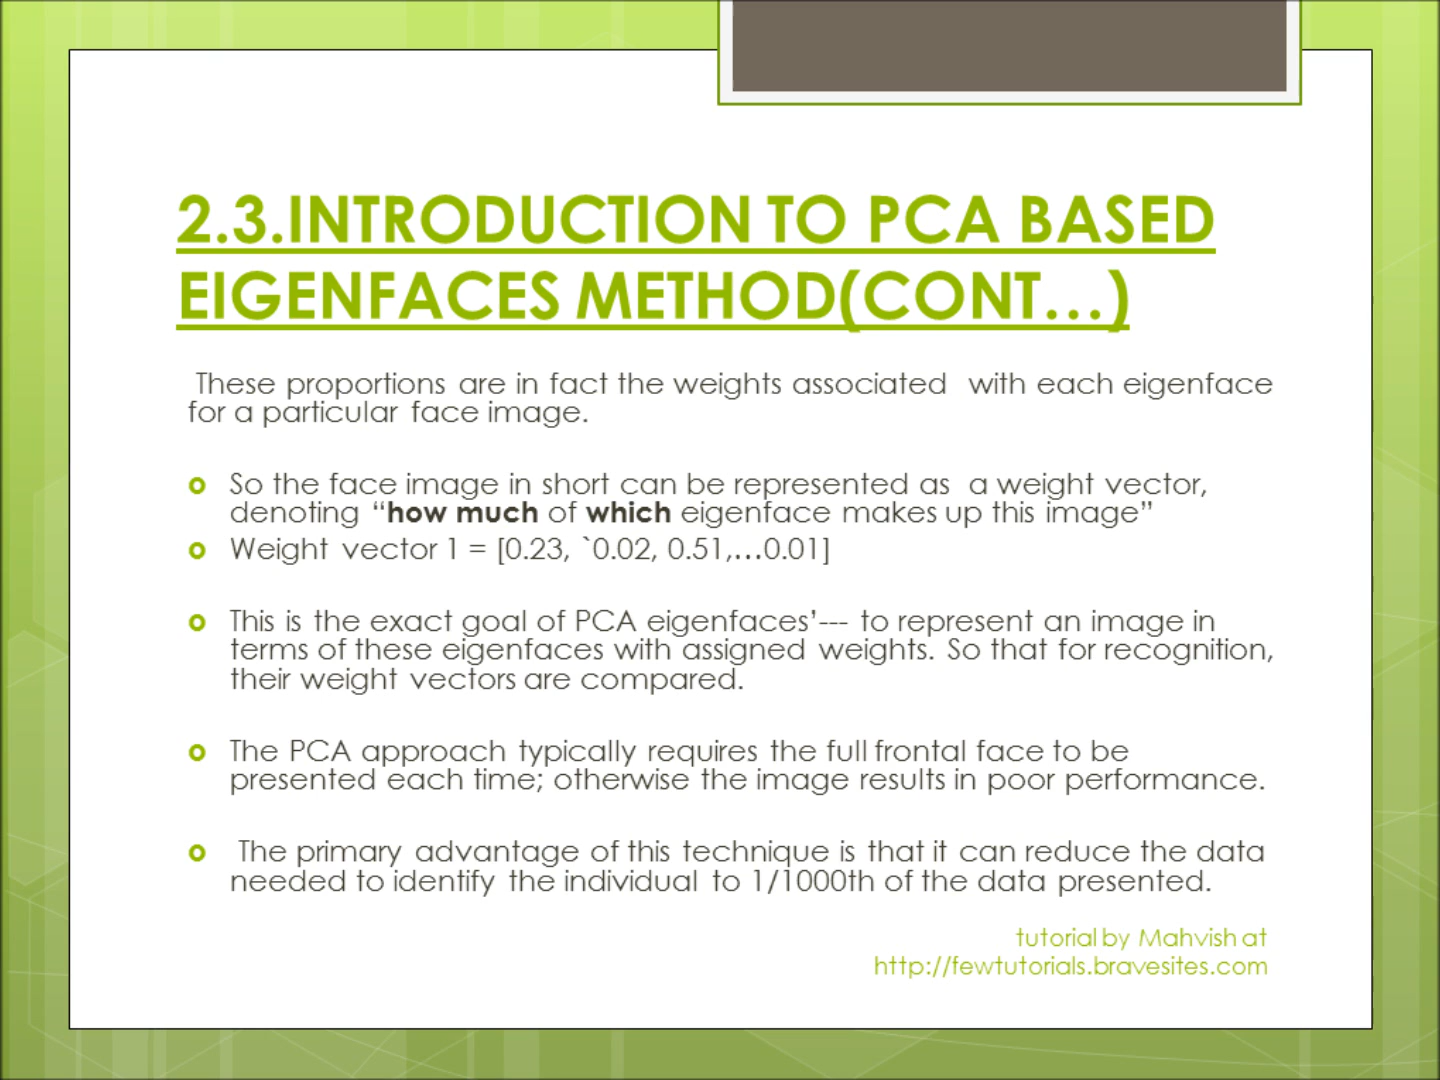 2.3.INTRODUCTION TO PCA BASED
EIGENFACES METHOD(CONT...)
These proportions are in fact the weights associated with each eigenface
for a particular face image.
So the face image in short can be represented as a weight vector,
denoting “how much of which eigenface makes up this image”
Weight vector 1 = [0.23, `0.02, 0.51,...0.01]
This is the exact goal of PCA eigenfaces’--- to represent an image in
terms of these eigenfaces with assigned weights. So that for recognition,
their weight vectors are compared.
The PCA approach typically requires the full frontal face to be
presented each time; otherwise the image results in poor performance.
The primary advantage of this technique is that it can reduce the data
needed to identify the individual to 1/1000th of the data presented.
tutorial by Mahvish at
http://fewtutorials.bravesites.com